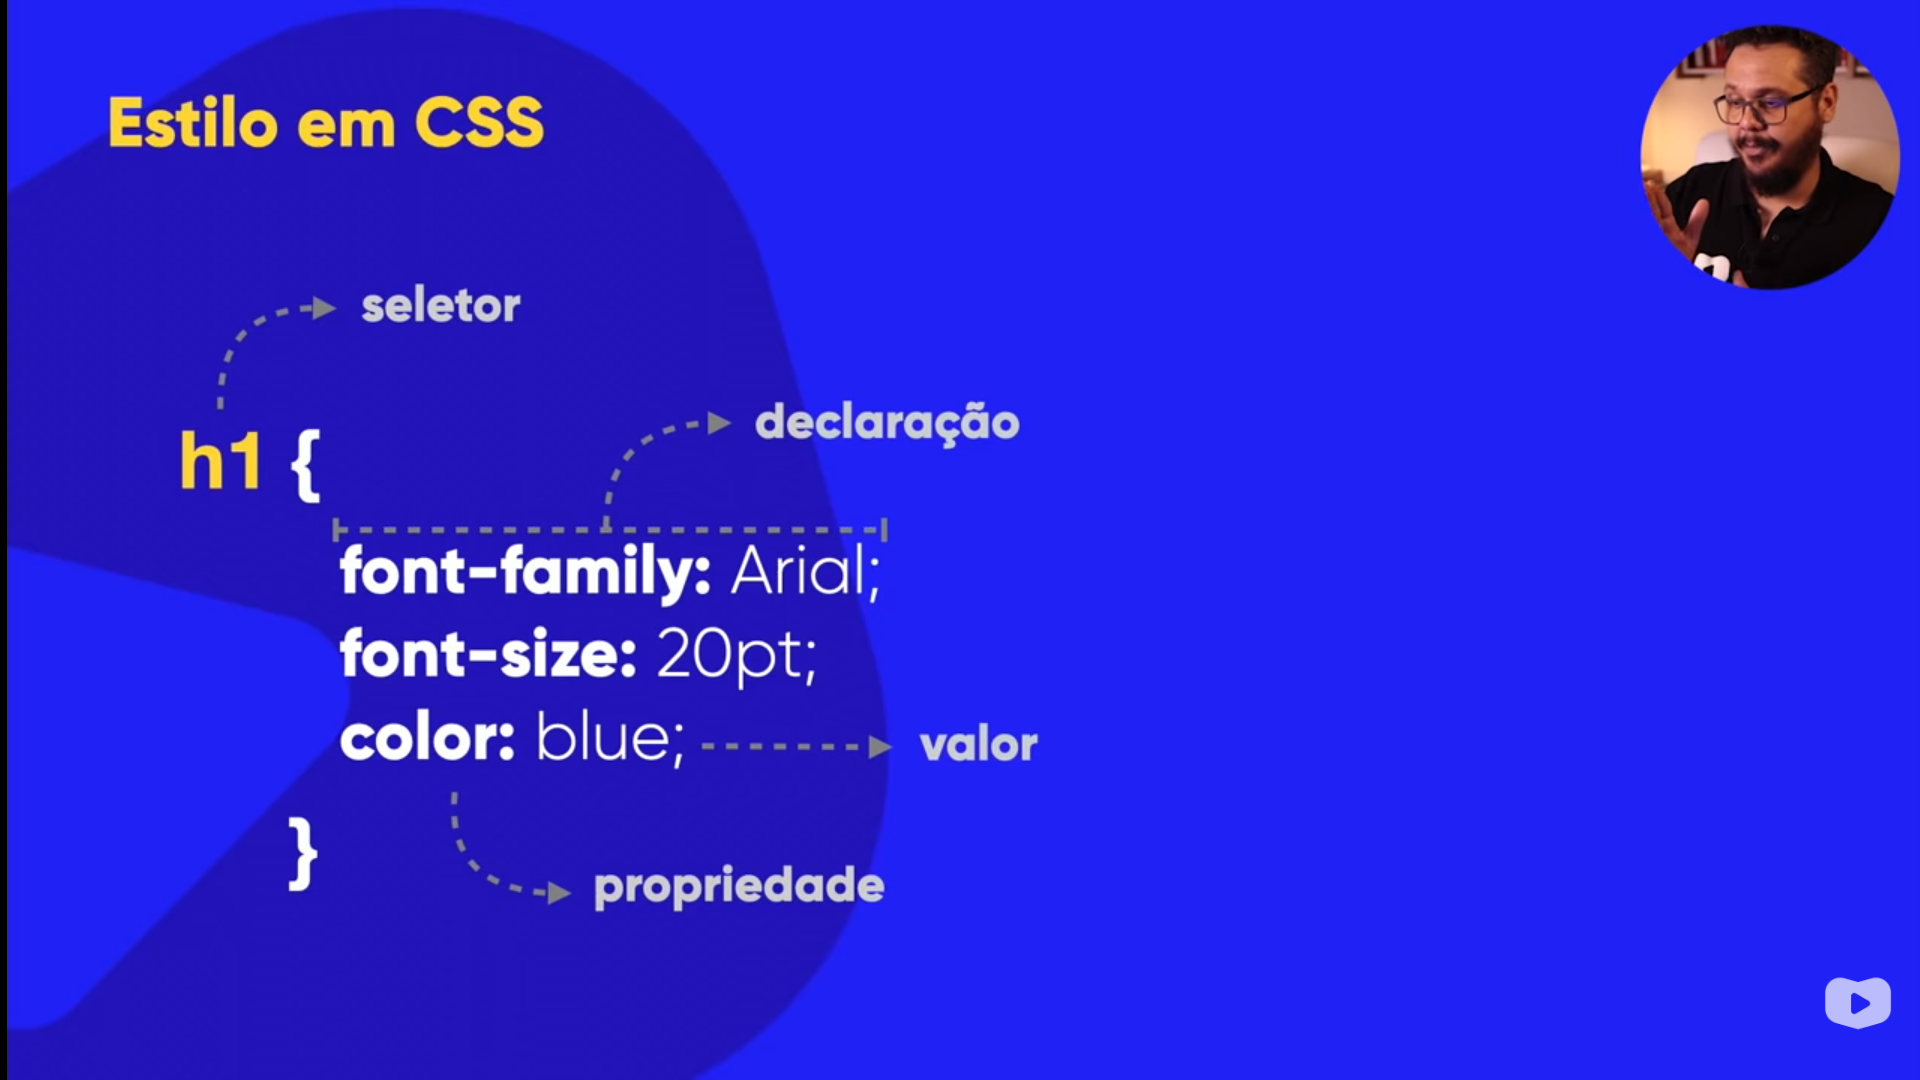 Estilo em CSS
seletor
declaração
h1 {
font-family: Arial;
font-size: 20pt;
color: blue;
valor
}
propriedade